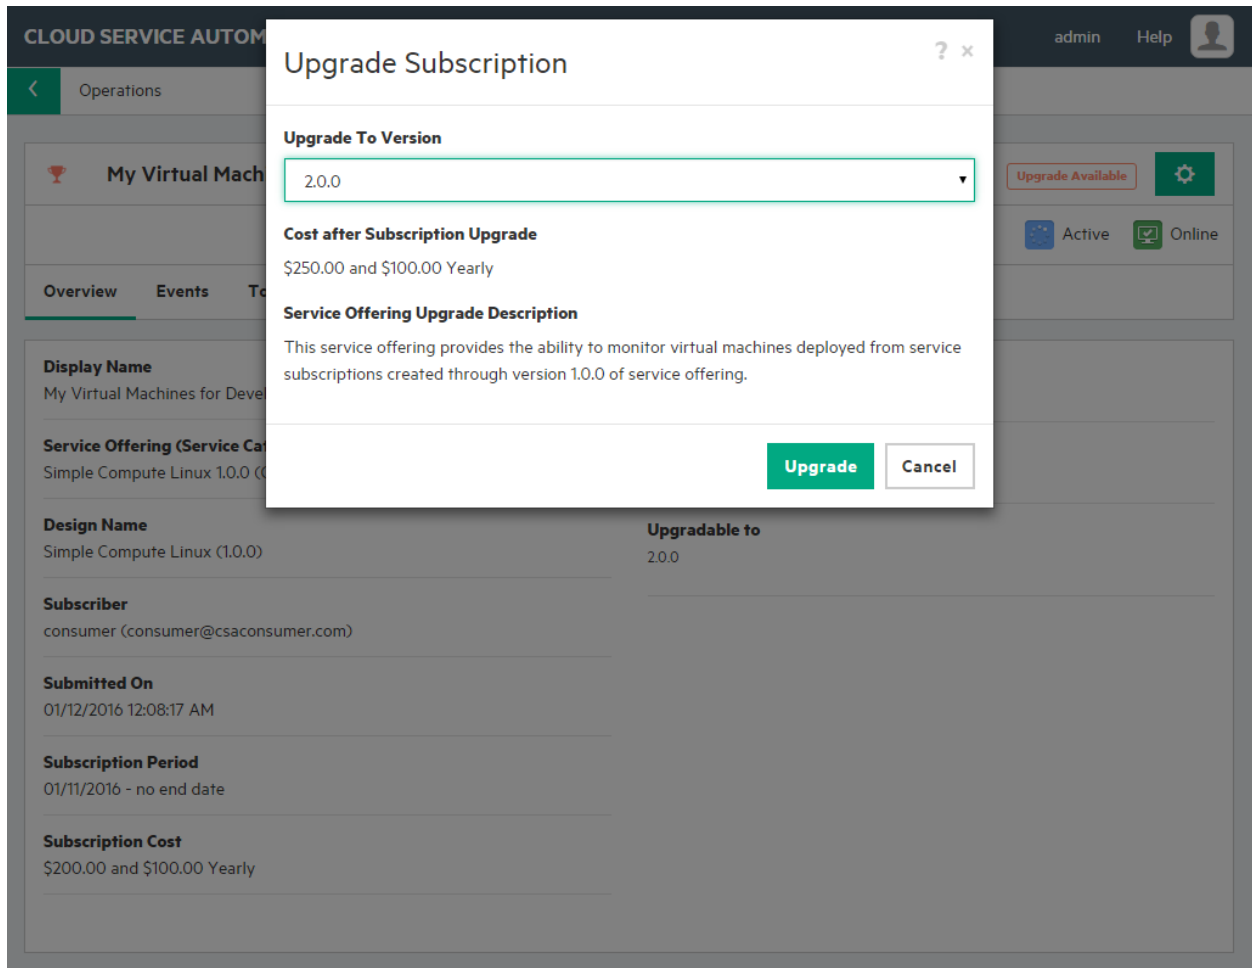 CLOUD SERVICE AUTOM
admin Help
Operations
Upgrade Subscription
? ×
Upgrade To Version
2.0.0
Cost after Subscription Upgrade
$250.00 and $100.00 Yearly
Service Offering Upgrade Description
This service offering provides the ability to monitor virtual machines deployed from service
subscriptions created through version 1.0.0 of service offering.
Upgrade Cancel
My Virtual Mach
Upgrade Available
Active Online
Overview Events To
Display Name
My Virtual Machines for Devel
Service Offering (Service Cat
Simple Compute Linux 1.0.0 (C
Design Name
Simple Compute Linux (1.0.0)
Subscriber
consumer (consumer@csaconsumer.com)
Submitted On
01/12/2016 12:08:17 AM
Subscription Period
01/11/2016 - no end date
Subscription Cost
$200.00 and $100.00 Yearly
Upgradable to
2.0.0